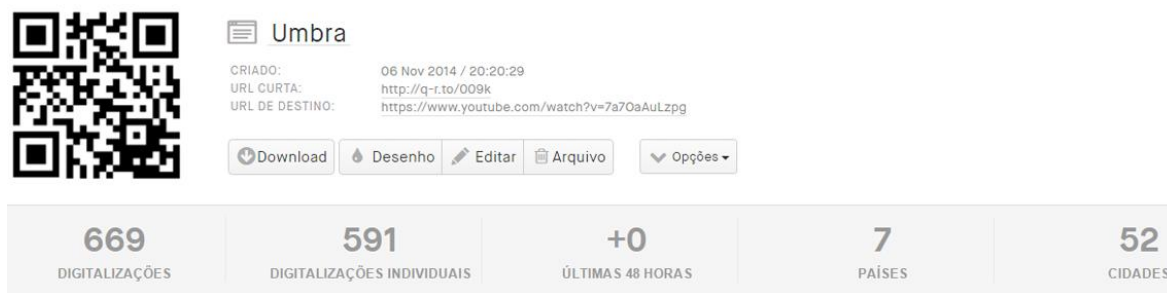 Umbra
CRIADO: 06 Nov 2014 / 20:20:29
URL CURTA: http://q-r.to/009k
URL DE DESTINO: https://www.youtube.com/watch?v=7a7OaAuLzpg
Download Desenho Editar Arquivo Opções
669 591 +0 7 52
DIGITALIZAÇÕES DIGITALIZAÇÕES INDIVIDUAIS ÚLTIMAS 48 HORAS PAÍSES CIDADES